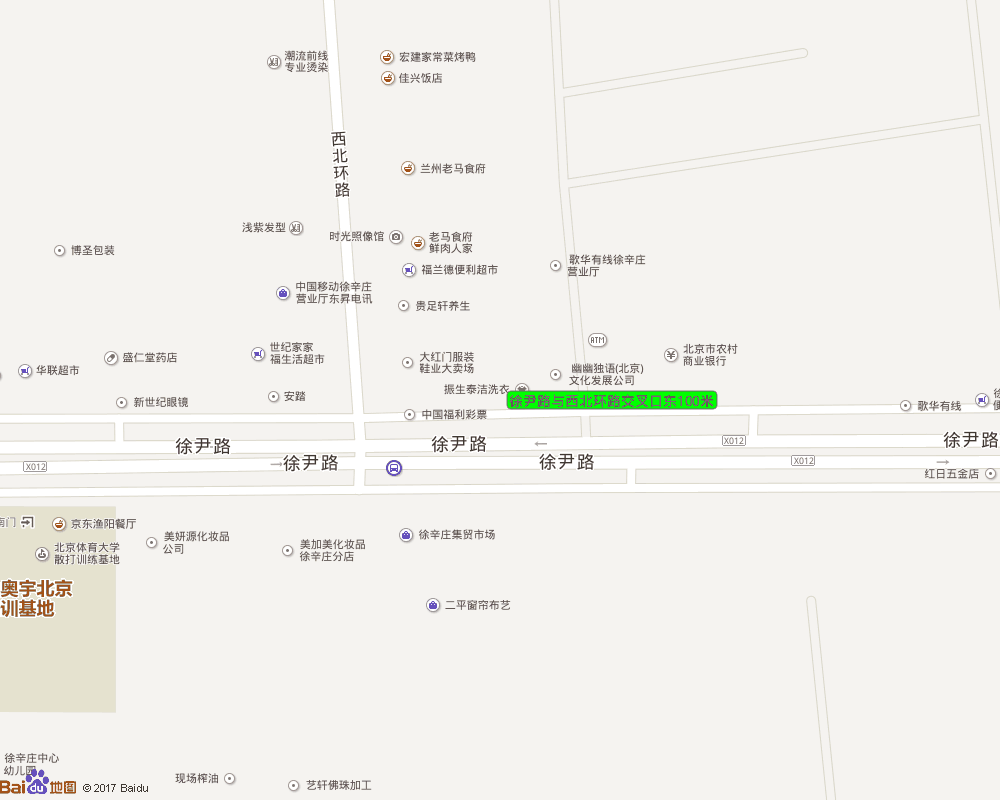 潮流前线
专业烫染
宏建家常菜烤鸭
佳兴饭店
西北环路
兰州老马食府
浅紫发型
时光照像馆
老马食府
鲜肉人家
博圣包装
福兰德便利超市
歌华有线徐辛庄
营业厅
中国移动徐辛庄
营业厅东昇电讯
贵足轩养生
ATM
世纪家家
福生活超市
盛仁堂药店
华联超市
大红门服装
鞋业大卖场
北京市农村
商业银行
幽幽独语(北京)
文化发展公司
振生泰洁洗衣
安踏
新世纪眼镜
徐尹路与西北环路交叉口东100米
中国福利彩票
歌华有线
徐尹路
徐尹路
X012
徐尹路
X012
徐尹路
徐尹路
X012
红日五金店
南门
京东渔阳餐厅
北京体育大学
散打训练基地
美妍源化妆品
公司
美加美化妆品
徐辛庄分店
徐辛庄集贸市场
奥宇北京
训基地
二平窗帘布艺
徐辛庄中心
幼儿园
现场榨油
艺轩佛珠加工
Bai du 地图 © 2017 Baidu